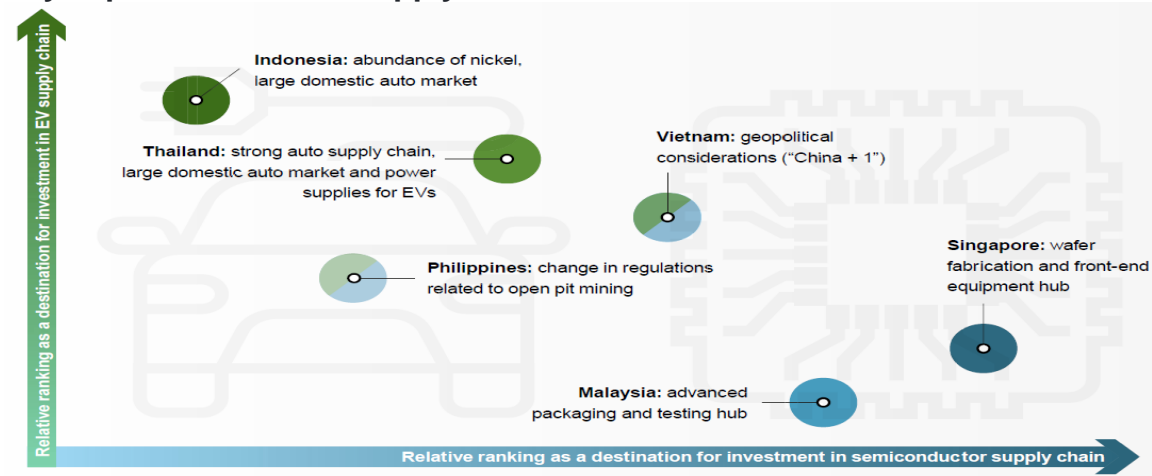 Relative ranking as a destination for investment in EV supply chain
Indonesia: abundance of nickel,
large domestic auto market
Thailand: strong auto supply chain,
large domestic auto market and power
supplies for EVs
Vietnam: geopolitical
considerations (“China + 1”)
Philippines: change in regulations
related to open pit mining
Singapore: wafer
fabrication and front-end
equipment hub
Malaysia: advanced
packaging and testing hub
Relative ranking as a destination for investment in semiconductor supply chain